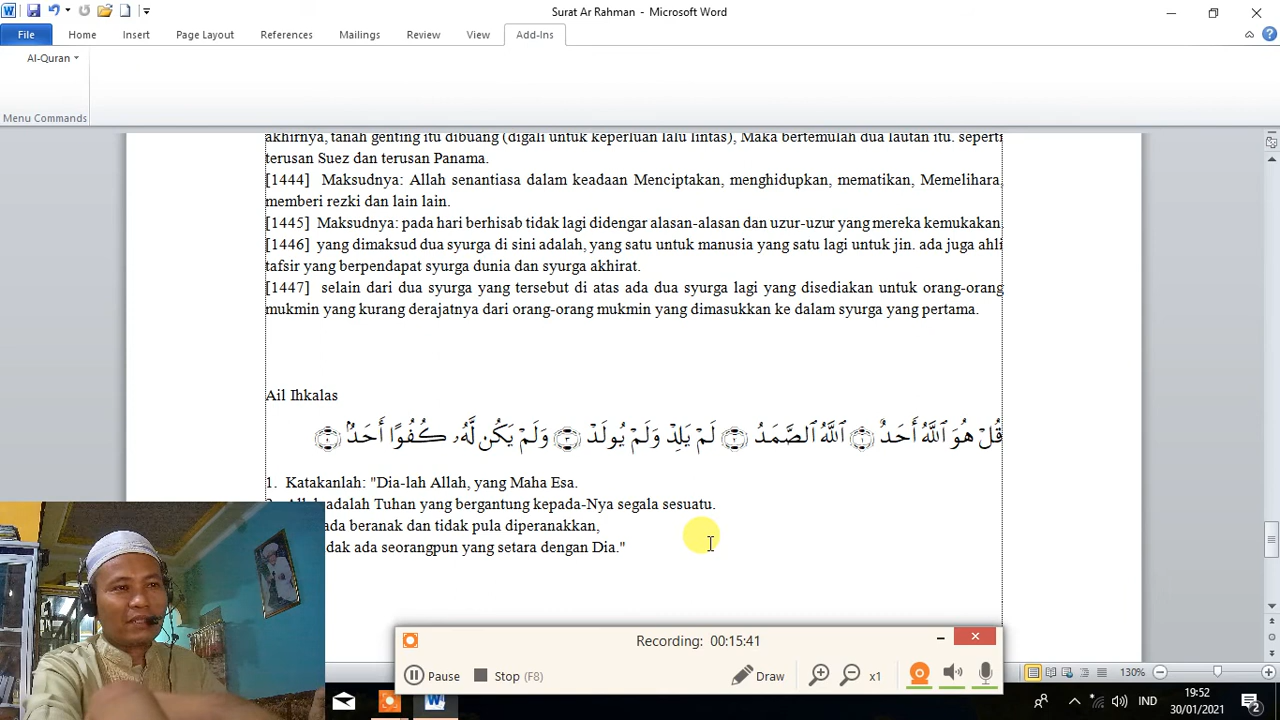 Surat Ar Rahman - Microsoft Word
File Home Insert Page Layout References Mailings Review View Add-Ins
Al-Quran
Menu Commands
akhirnya, tanah genting itu dibuang (digali untuk keperluan lalu lintas), Maka bertemulah dua lautan itu. seperti
terusan Suez dan terusan Panama.
[1444] Maksudnya: Allah senantiasa dalam keadaan Menciptakan, menghidupkan, mematikan, Memelihara,
memberi rezki dan lain lain.
[1445] Maksudnya: pada hari berhisab tidak lagi didengar alasan-alasan dan uzur-uzur yang mereka kemukakan.
[1446] yang dimaksud dua syurga di sini adalah, yang satu untuk manusia yang satu lagi untuk jin. ada juga ahli
tafsir yang berpendapat syurga dunia dan syurga akhirat.
[1447] selain dari dua syurga yang tersebut di atas ada dua syurga lagi yang disediakan untuk orang-orang
mukmin yang kurang derajatnya dari orang-orang mukmin yang dimasukkan ke dalam syurga yang pertama.
Ail Ihkalas
قُلْ هُوَ ٱللَّهُ أَحَدٌ ۝١ ٱللَّهُ ٱلصَّمَدُ ۝٢ لَمْ يَلِدْ وَلَمْ يُولَدْ ۝٣ وَلَمْ يَكُن لَّهُۥ كُفُوًا أَحَدٌۢ ۝٤
1. Katakanlah: "Dia-lah Allah, yang Maha Esa.
adalah Tuhan yang bergantung kepada-Nya segala sesuatu.
beranak dan tidak pula diperanakkan,
ada seorangpun yang setara dengan Dia."
Recording: 00:15:41
Pause Stop (F8) Draw x1
130%
IND
19:52
30/01/2021
2